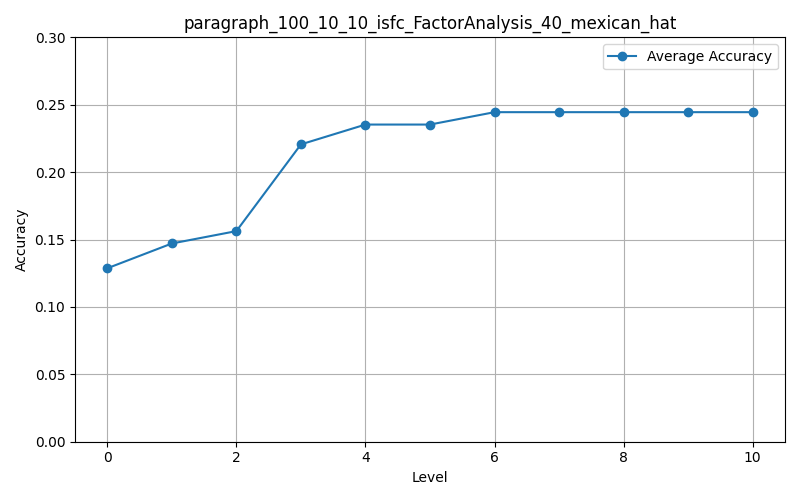 paragraph_100_10_10_isfc_FactorAnalysis_40_mexican_hat
Average Accuracy
0.30
0.25
0.20
0.15
0.10
0.05
0.00
Accuracy
0 2 4 6 8 10
Level